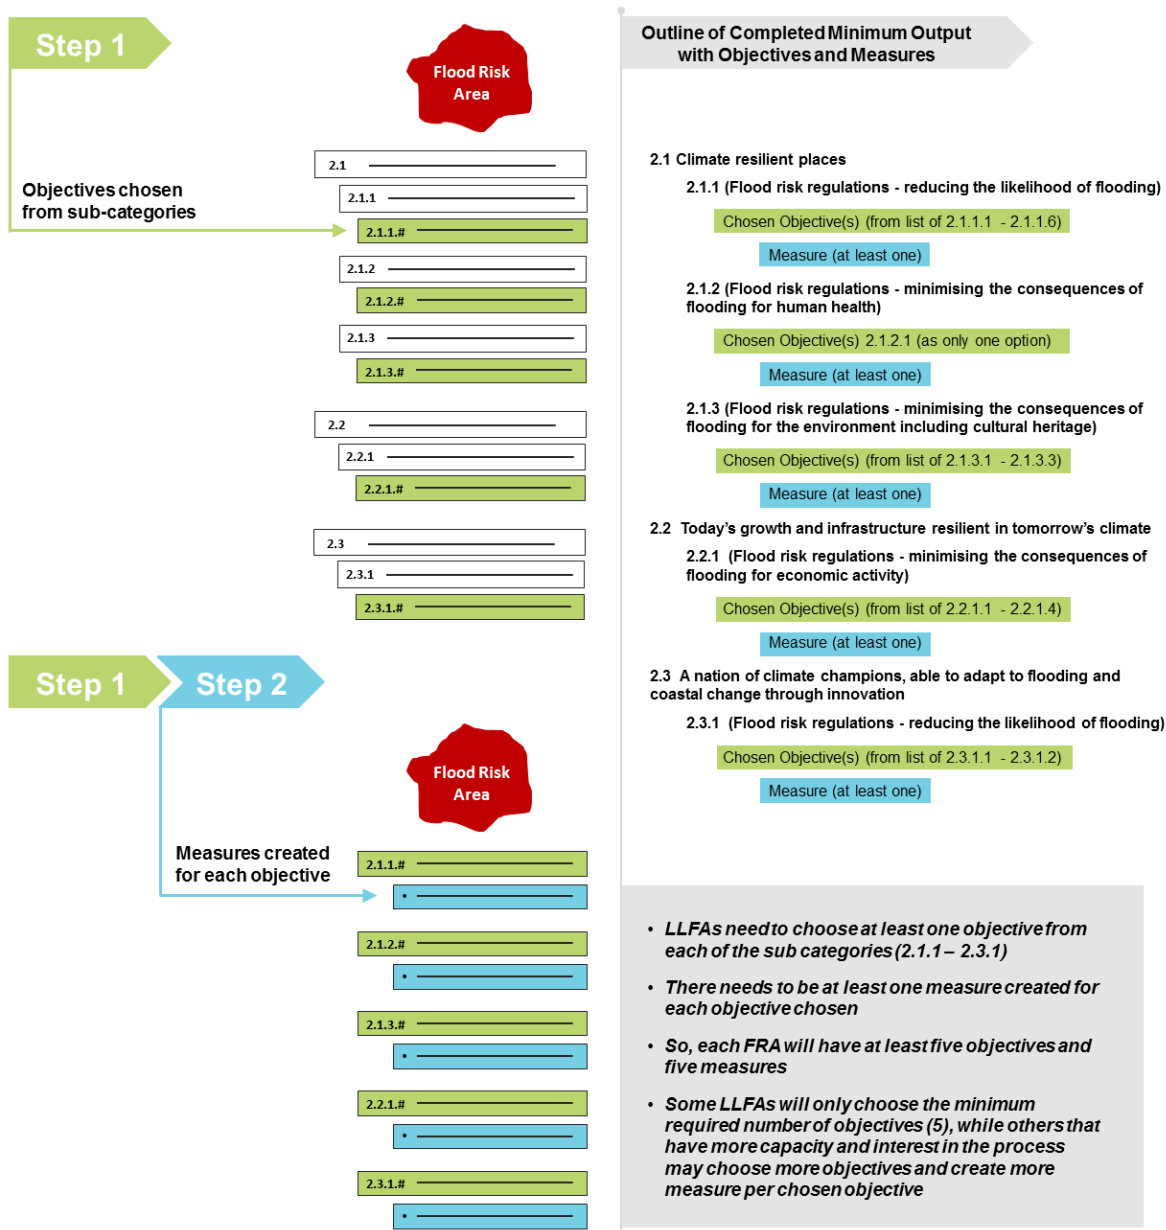 Step 1
Flood Risk
Area
Objectives chosen
from sub-categories
2.1
2.1.1
2.1.1.#
2.1.2
2.1.2.#
2.1.3
2.1.3.#
2.2
2.2.1
2.2.1.#
2.3
2.3.1
2.3.1.#
Step 1
Step 2
Flood Risk
Area
Measures created
for each objective
2.1.1.#
•
2.1.2.#
•
2.1.3.#
•
2.2.1.#
•
2.3.1.#
•
Outline of Completed Minimum Output
with Objectives and Measures
2.1 Climate resilient places
2.1.1 (Flood risk regulations - reducing the likelihood of flooding)
Chosen Objective(s) (from list of 2.1.1.1 - 2.1.1.6)
Measure (at least one)
2.1.2 (Flood risk regulations - minimising the consequences of
flooding for human health)
Chosen Objective(s) 2.1.2.1 (as only one option)
Measure (at least one)
2.1.3 (Flood risk regulations - minimising the consequences of
flooding for the environment including cultural heritage)
Chosen Objective(s) (from list of 2.1.3.1 - 2.1.3.3)
Measure (at least one)
2.2 Today's growth and infrastructure resilient in tomorrow's climate
2.2.1 (Flood risk regulations - minimising the consequences of
flooding for economic activity)
Chosen Objective(s) (from list of 2.2.1.1 - 2.2.1.4)
Measure (at least one)
2.3 A nation of climate champions, able to adapt to flooding and
coastal change through innovation
2.3.1 (Flood risk regulations - reducing the likelihood of flooding)
Chosen Objective(s) (from list of 2.3.1.1 - 2.3.1.2)
Measure (at least one)
• LLFAs need to choose at least one objective from
each of the sub categories (2.1.1 – 2.3.1)
• There needs to be at least one measure created for
each objective chosen
• So, each FRA will have at least five objectives and
five measures
• Some LLFAs will only choose the minimum
required number of objectives (5), while others that
have more capacity and interest in the process
may choose more objectives and create more
measure per chosen objective